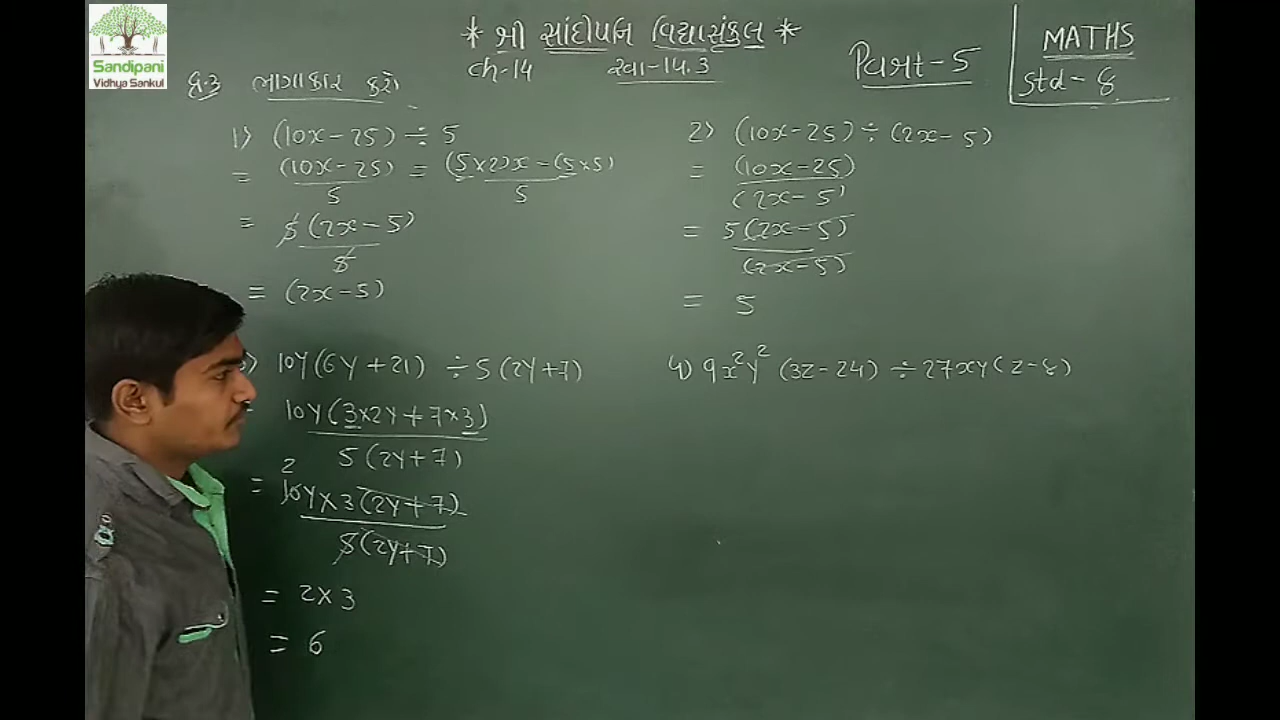 Sandipani
Vidhya Sankul
* શ્રી સાંદીપનિ વિદ્યાસંકુલ *
ch-14 સ્વા-14.3
વિભાગ-5
MATHS
std - 8
પ્ર.3 ભાગાકાર કરો
1) (10x-25) ÷ 5
= (10x-25)/5 = (5×2)x-(5×5)/5
= 5(2x-5)/5
= (2x-5)
2) (10x-25) ÷ (2x-5)
= (10x-25)/(2x-5)
= 5(2x-5)/(2x-5)
= 5
) 10y(6y+21) ÷ 5(2y+7)
10y(3×2y+7×3)/5(2y+7)
= 2 10y×3(2y+7)/5(2y+7)
= 2×3
= 6
4) 9x²y²(3z-24) ÷ 27xy(z-8)